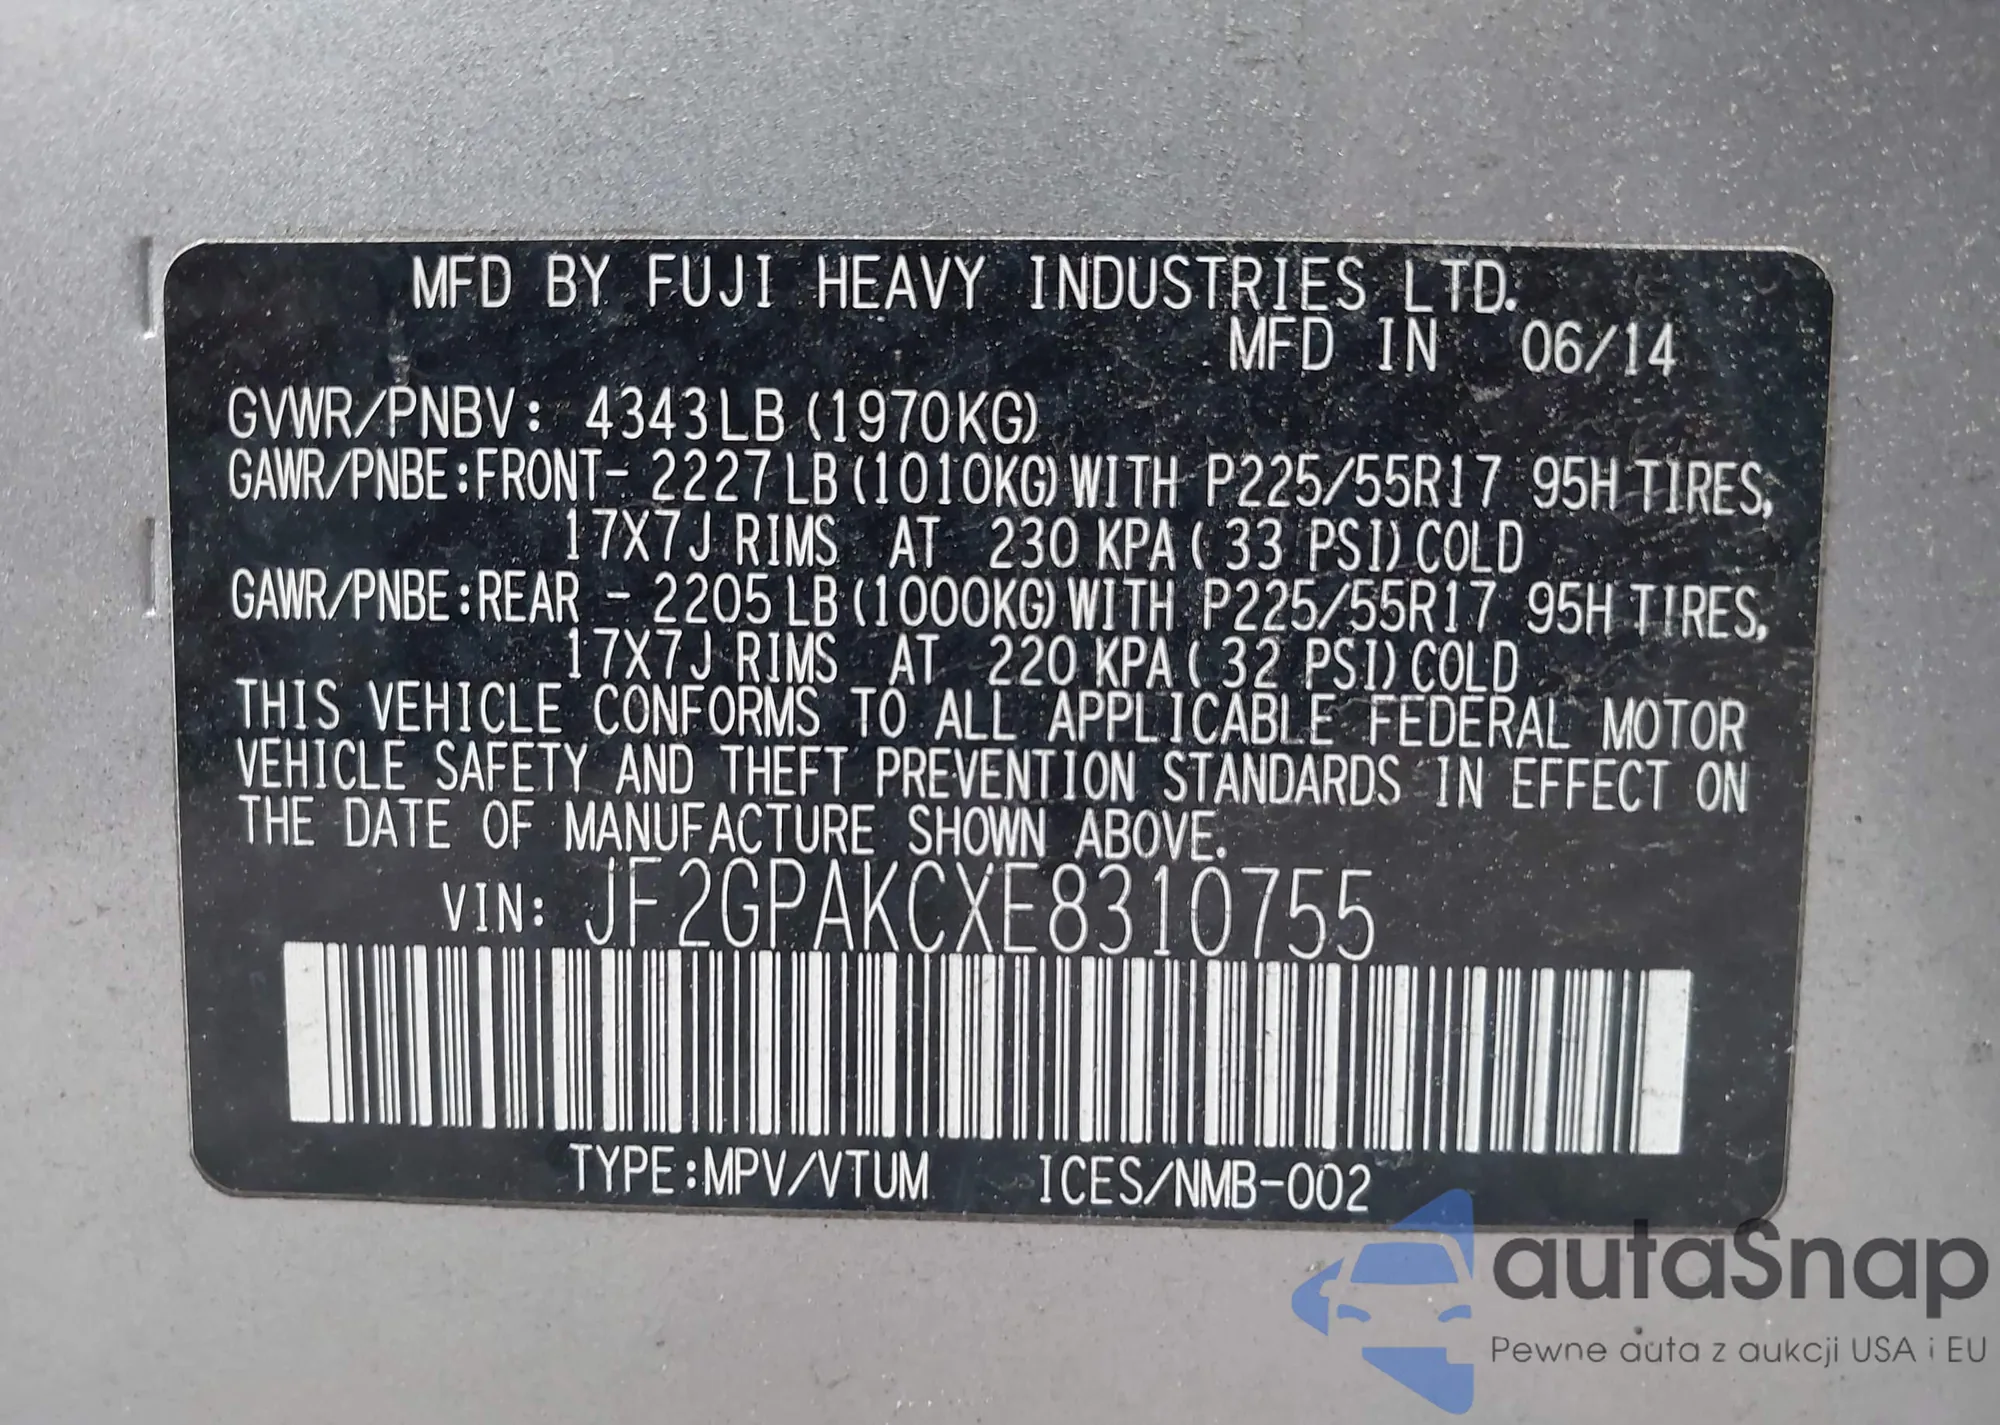 MFD BY FUJI HEAVY INDUSTRIES LTD.
MFD IN 06/14
GVWR/PNBV: 4343LB (1970KG)
GAWR/PNBE:FRONT- 2227LB(1010KG)WITH P225/55R17 95H TIRES,
17X7J RIMS AT 230 KPA( 33 PSI)COLD
GAWR/PNBE:REAR - 2205LB(1000KG)WITH P225/55R17 95H TIRES,
17X7J RIMS AT 220 KPA( 32 PSI)COLD
THIS VEHICLE CONFORMS TO ALL APPLICABLE FEDERAL MOTOR
VEHICLE SAFETY AND THEFT PREVENTION STANDARDS IN EFFECT ON
THE DATE OF MANUFACTURE SHOWN ABOVE.
VIN: JF2GPAKCXE8310755
TYPE:MPV/VTUM ICES/NMB-002
autaSnap
Pewne auta z aukcji USA i EU